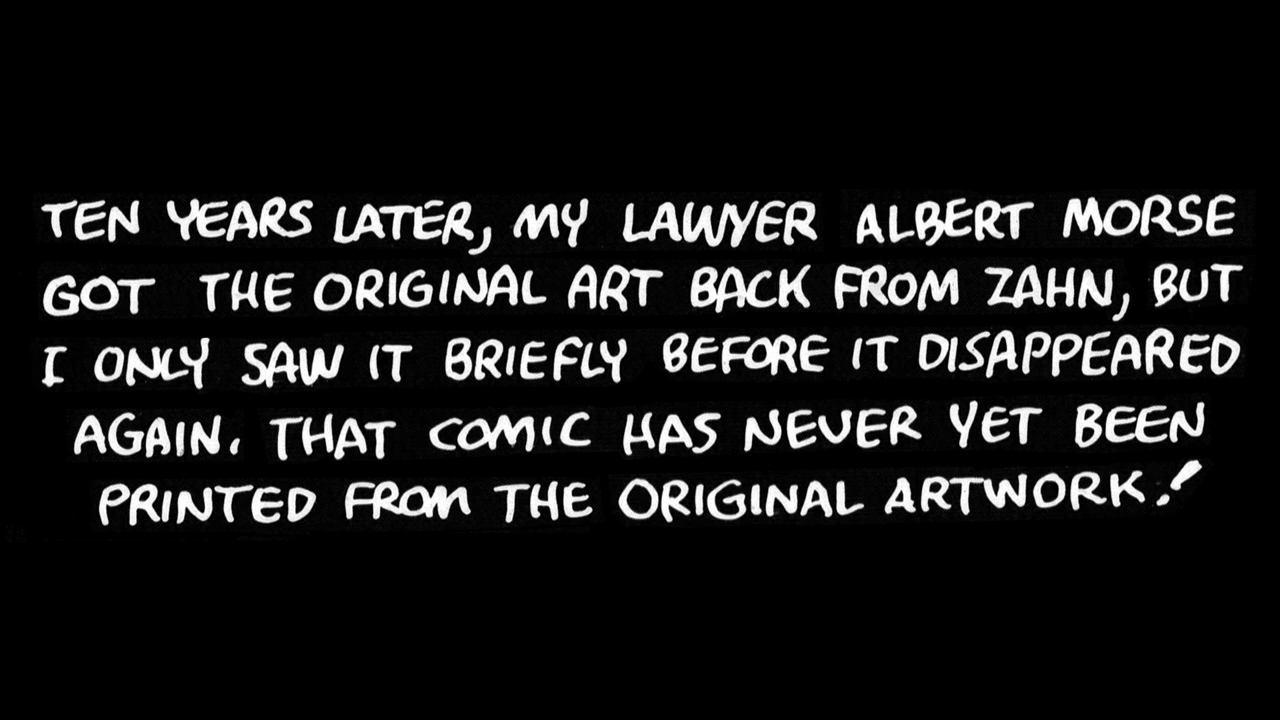 TEN YEARS LATER, MY LAWYER ALBERT MORSE
GOT THE ORIGINAL ART BACK FROM ZAHN, BUT
I ONLY SAW IT BRIEFLY BEFORE IT DISAPPEARED
AGAIN. THAT COMIC HAS NEVER YET BEEN
PRINTED FROM THE ORIGINAL ARTWORK!